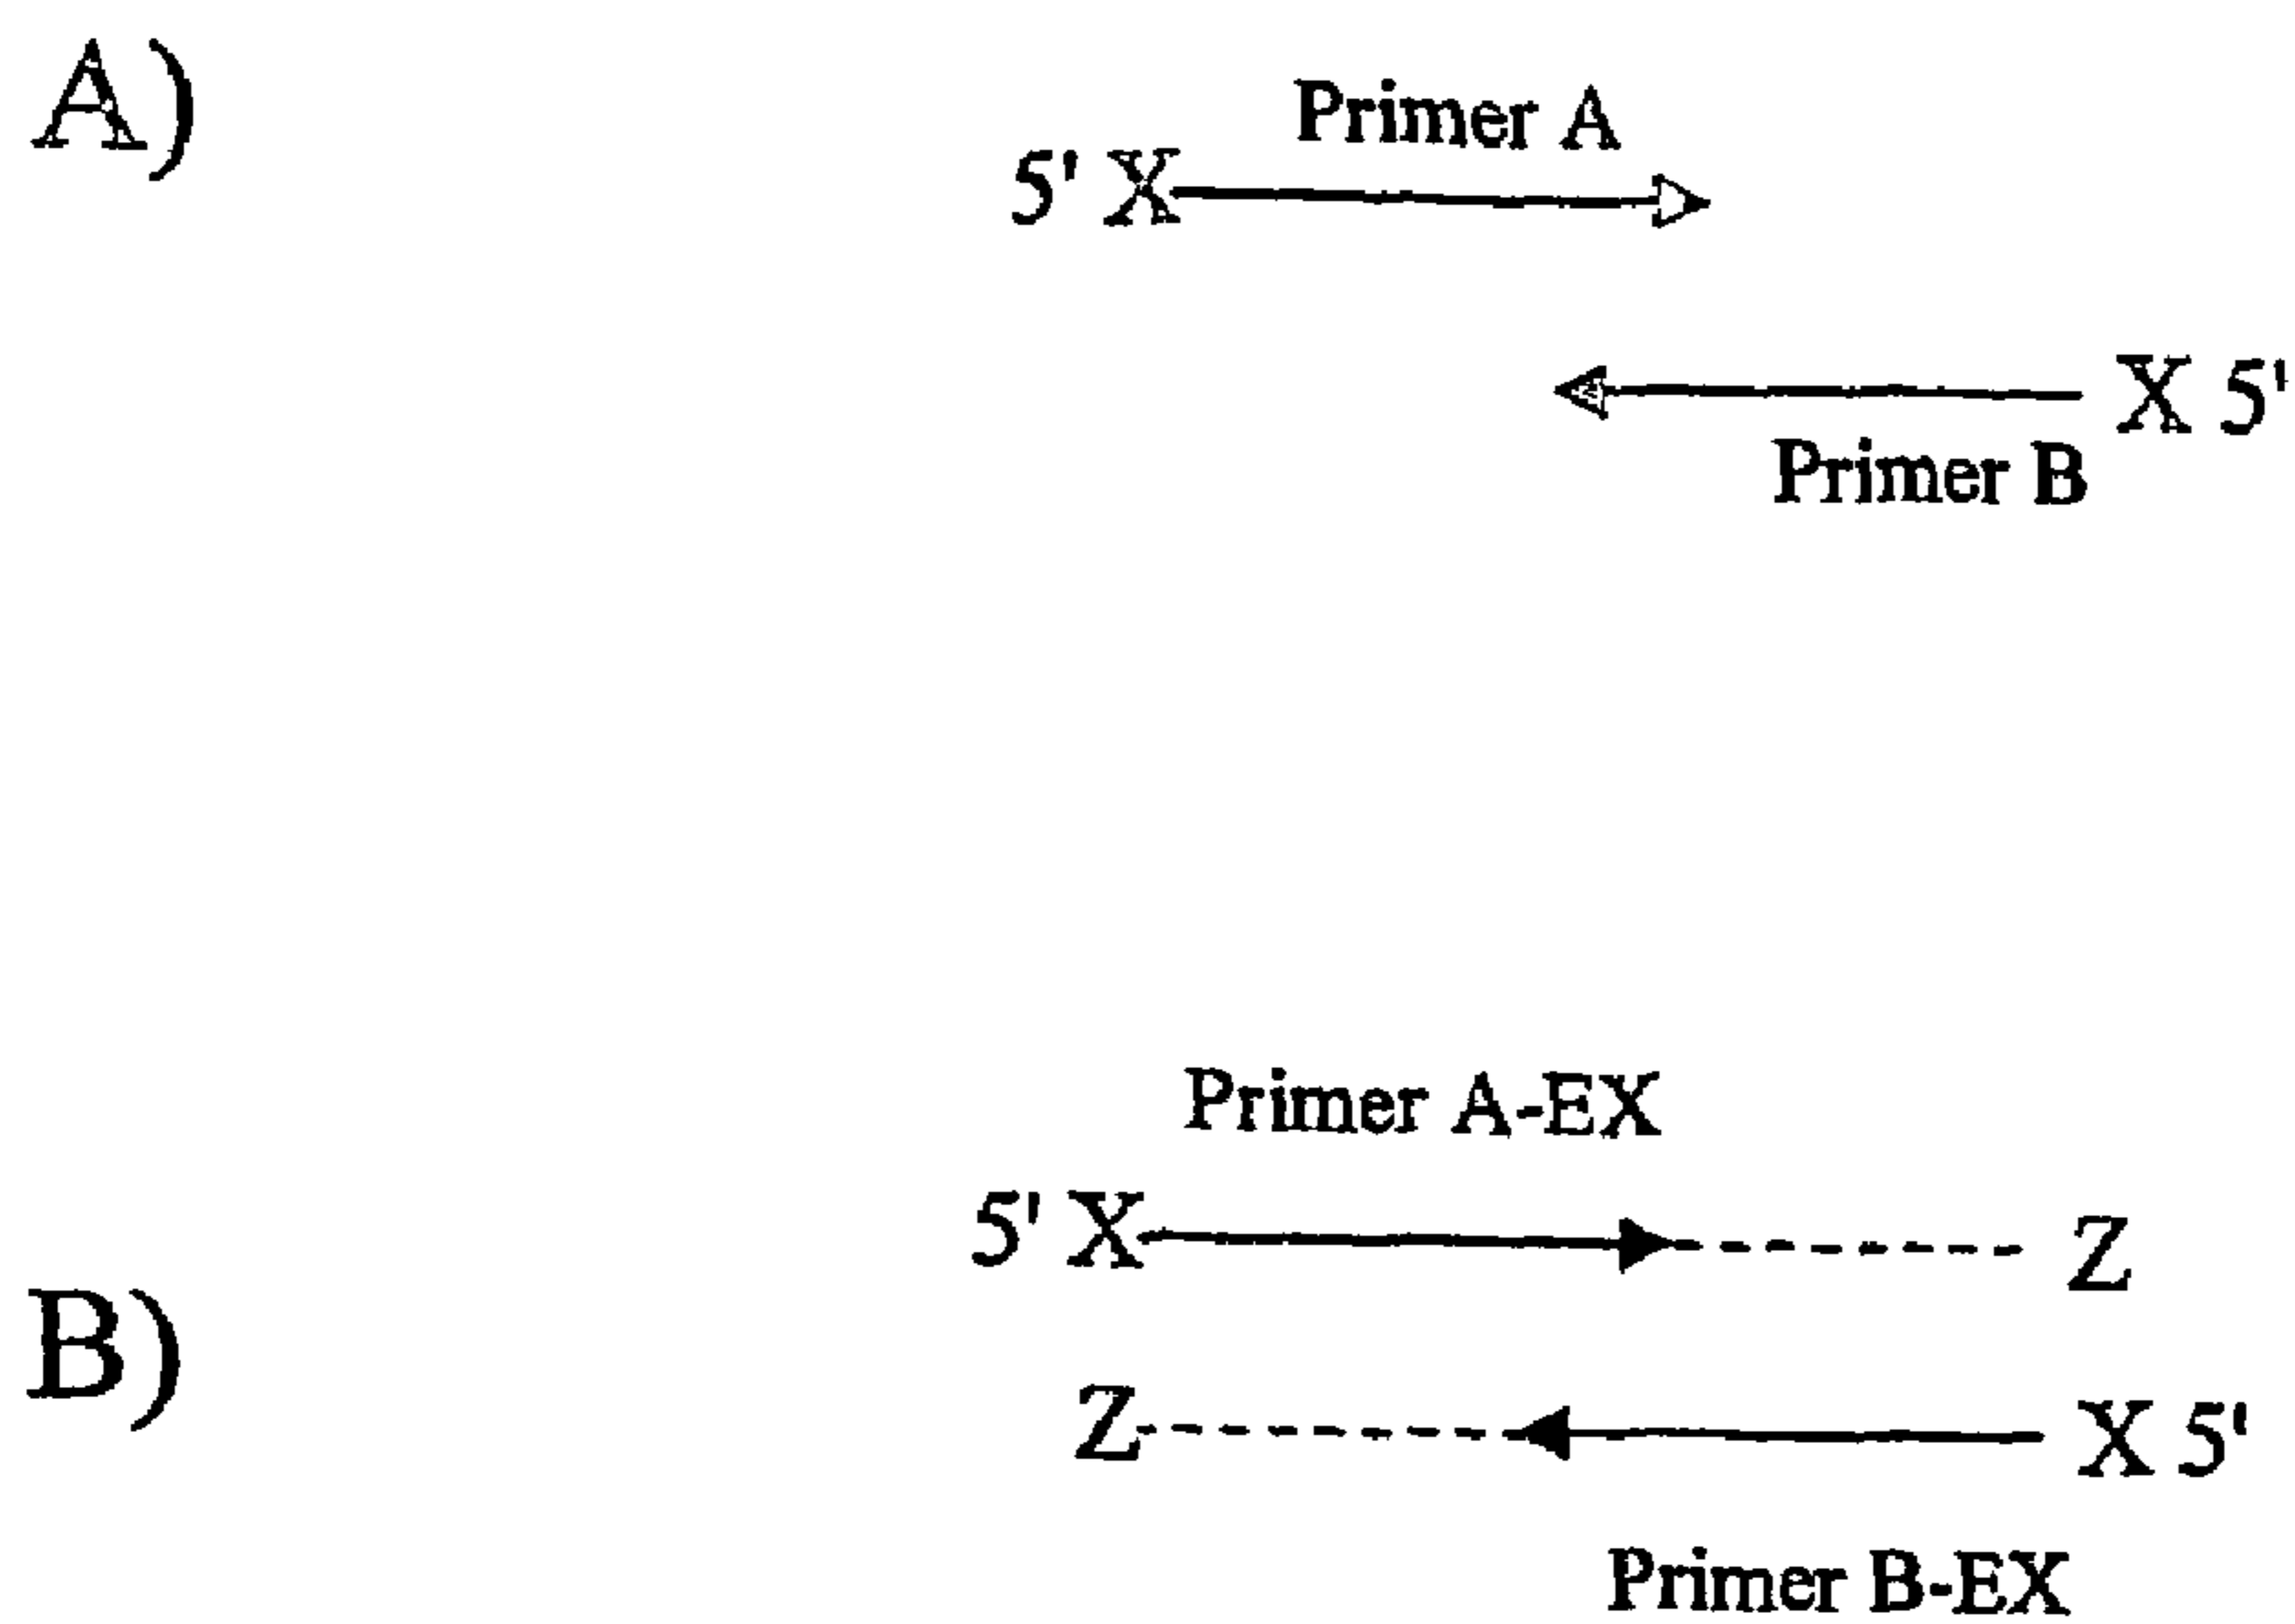 A)
Primer A
5' X
X 5'
Primer B
Primer A-EX
5' X Z
B)
Z X 5'
Primer B-EX